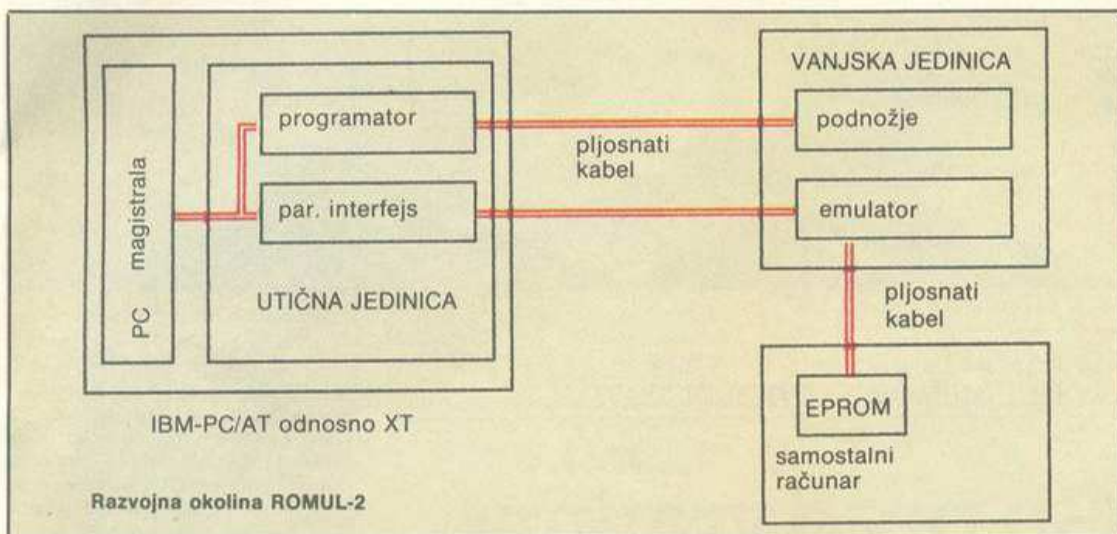 PC magistrala
programator
par. interfejs
UTIČNA JEDINICA
IBM-PC/AT odnosno XT
pljosnati
kabel
VANJSKA JEDINICA
podnožje
emulator
pljosnati
kabel
EPROM
samostalni
računar
Razvojna okolina ROMUL-2